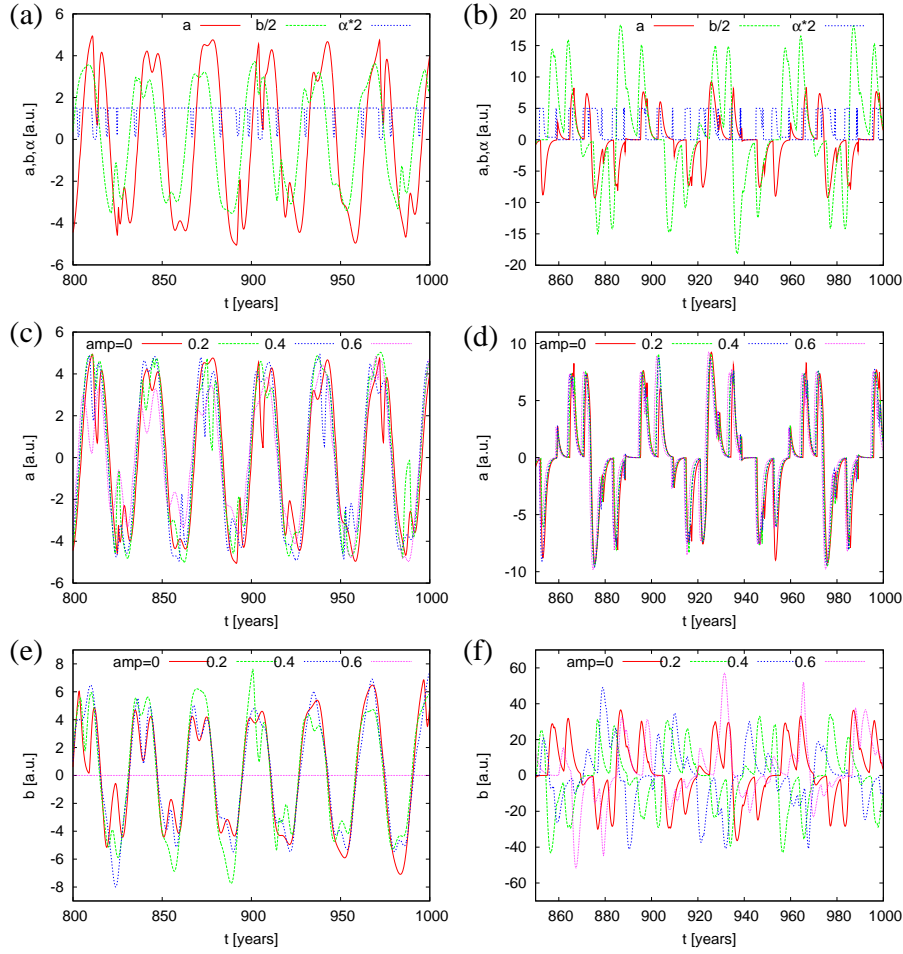 (a)
a b/2 α*2
6
4
2
0
-2
-4
-6
a,b,α [a.u.]
800 850 900 950 1000
t [years]
(b)
a b/2 α*2
20
15
10
5
0
-5
-10
-15
-20
a,b,α [a.u.]
860 880 900 920 940 960 980 1000
t [years]
(c)
amp=0 0.2 0.4 0.6
6
4
2
0
-2
-4
-6
a [a.u.]
800 850 900 950 1000
t [years]
(d)
amp=0 0.2 0.4 0.6
10
5
0
-5
-10
a [a.u.]
860 880 900 920 940 960 980 1000
t [years]
(e)
amp=0 0.2 0.4 0.6
8
6
4
2
0
-2
-4
-6
-8
b [a.u.]
800 850 900 950 1000
t [years]
(f)
amp=0 0.2 0.4 0.6
60
40
20
0
-20
-40
-60
b [a.u.]
860 880 900 920 940 960 980 1000
t [years]